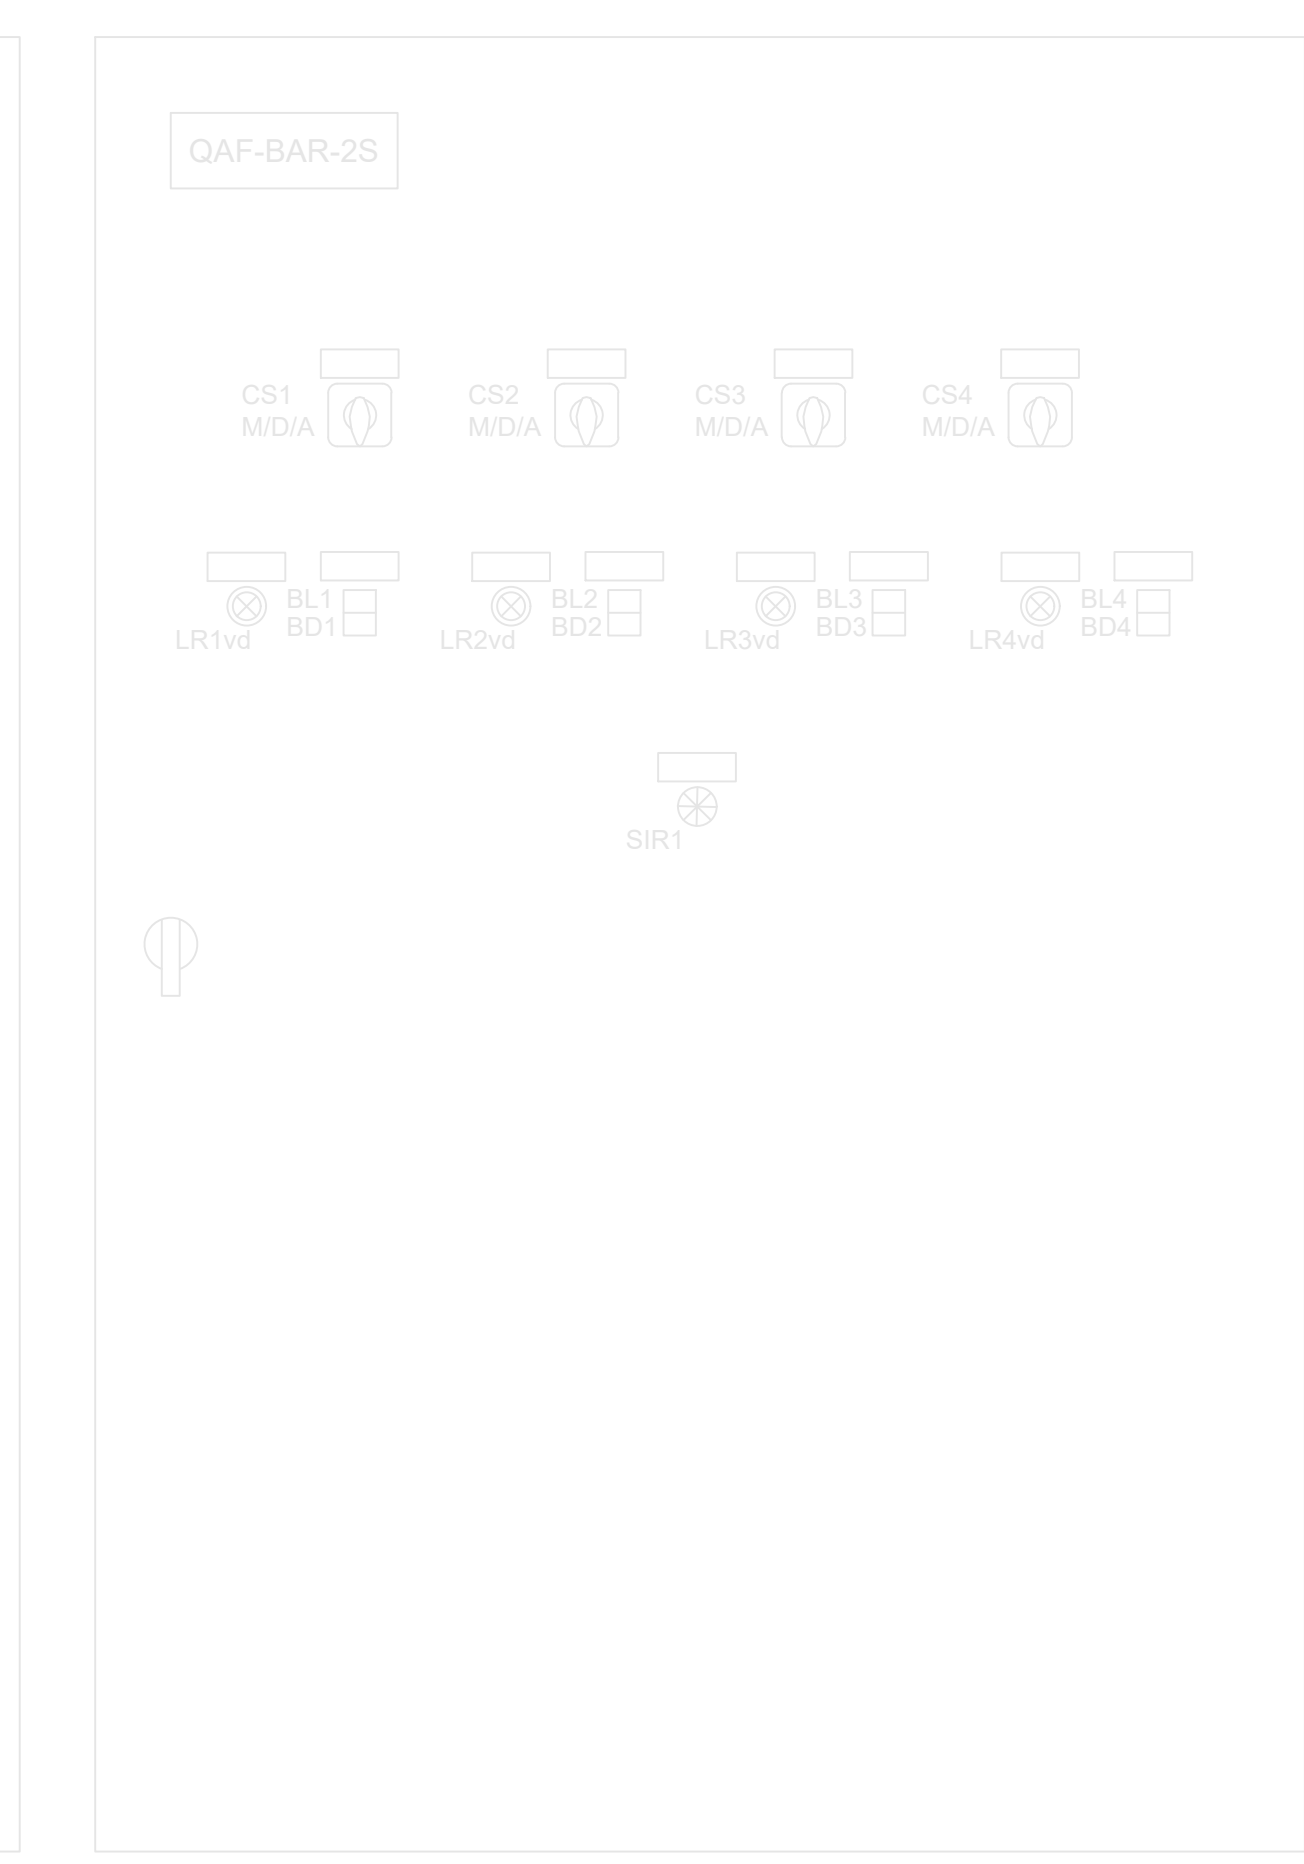 QAF-BAR-2S
CS1
M/D/A
CS2
M/D/A
CS3
M/D/A
CS4
M/D/A
BL1
BD1
LR1vd
BL2
BD2
LR2vd
BL3
BD3
LR3vd
BL4
BD4
LR4vd
SIR1